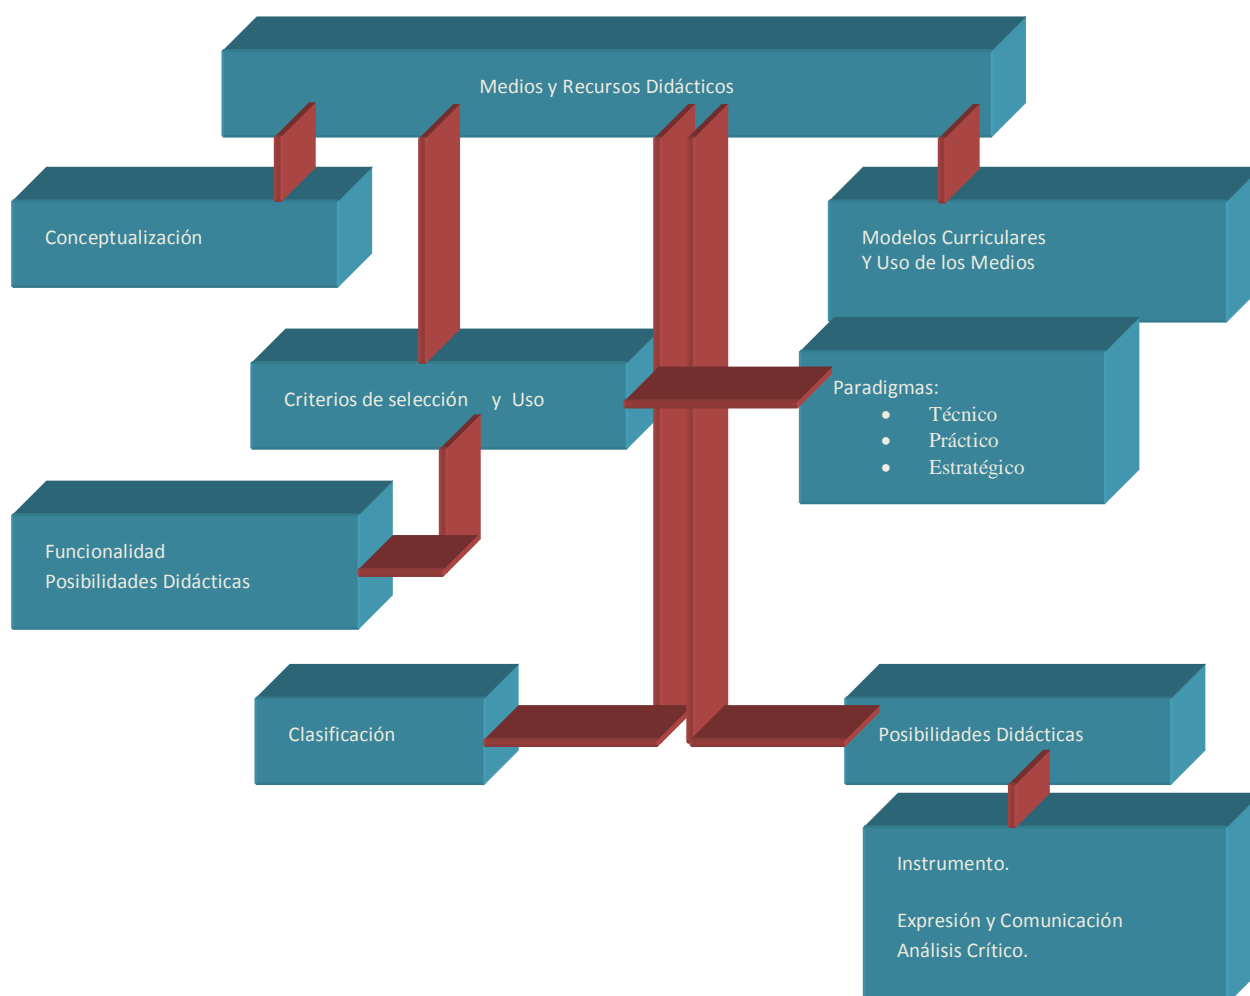 Medios y Recursos Didácticos
Conceptualización
Modelos Curriculares
Y Uso de los Medios
Criterios de selección y Uso
Paradigmas:
• Técnico
• Práctico
• Estratégico
Funcionalidad
Posibilidades Didácticas
Clasificación
Posibilidades Didácticas
Instrumento.
Expresión y Comunicación
Análisis Crítico.